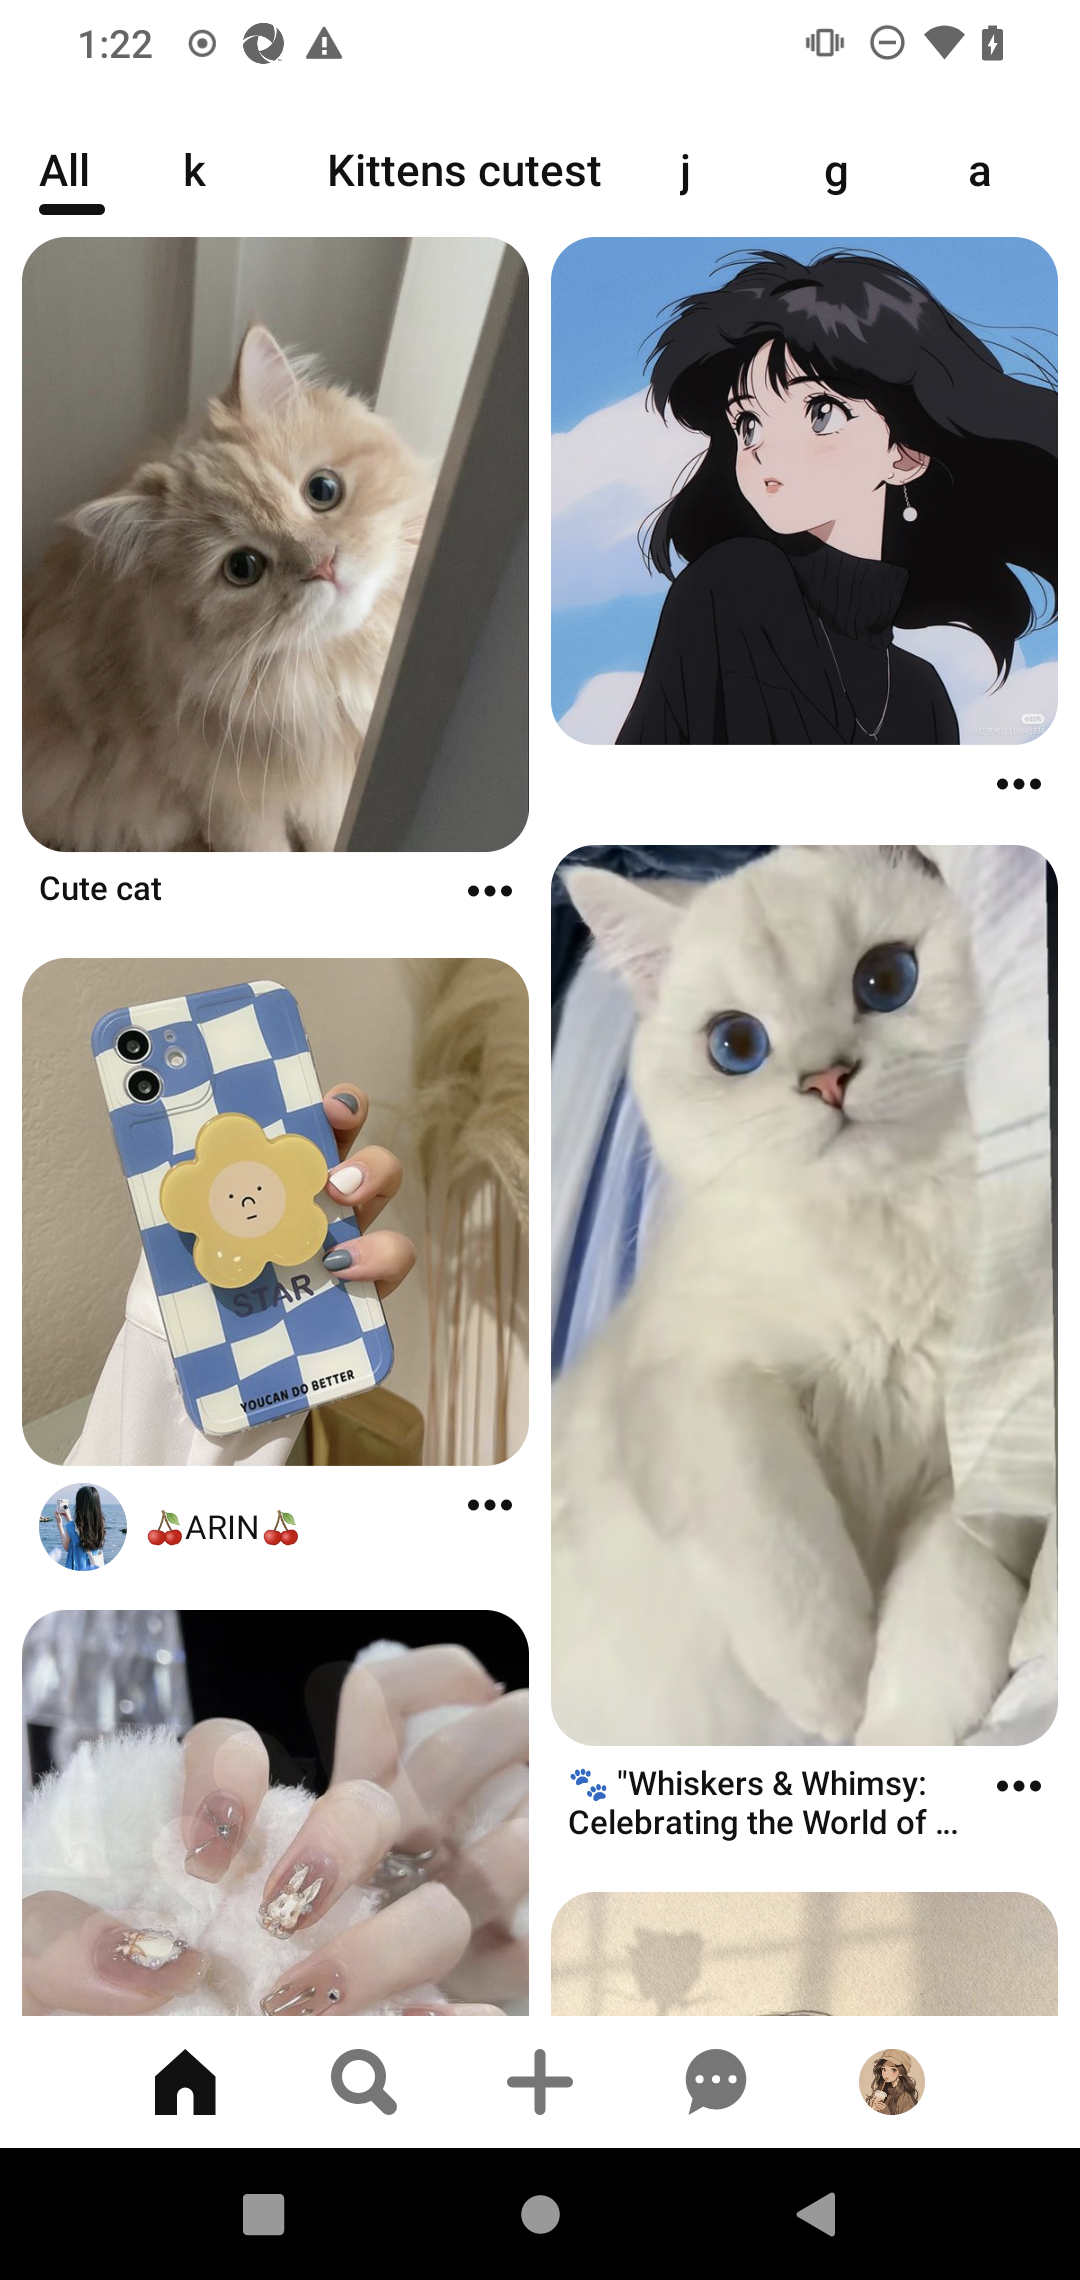 1:22
All k Kittens cutest j g a
Cute cat
STAR
YOUCAN DO BETTER
🍒ARIN🍒
🐾 "Whiskers & Whimsy:
Celebrating the World of ...